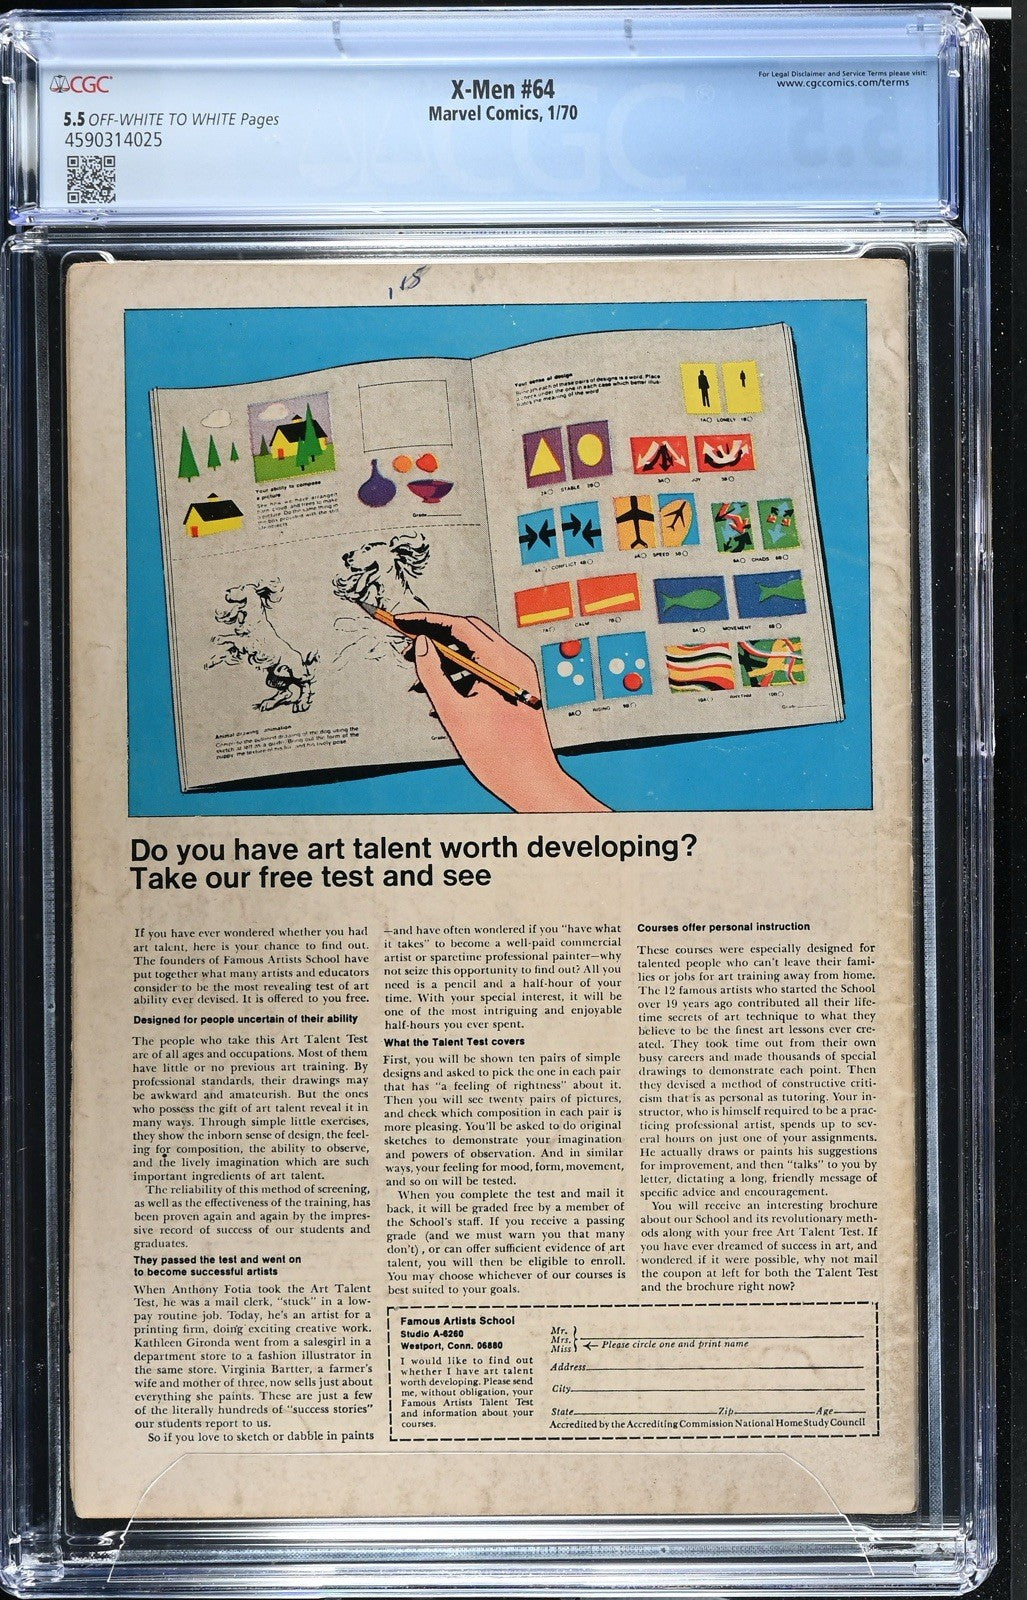 CGC
X-Men #64
Marvel Comics, 1/70
For Legal Disclaimer and Service Terms please visit:
www.cgccomics.com/terms
5.5 OFF-WHITE TO WHITE Pages
4590314025
Your ability to compose
a picture
Your sense of design
LONELY
STABLE
JOY
CONFLICT
SPEED
CHAOS
CALM
MOVEMENT
RISING
RHYTHM
Animal drawing animation
Do you have art talent worth developing?
Take our free test and see
If you have ever wondered whether you had
art talent, here is your chance to find out.
The founders of Famous Artists School have
put together what many artists and educators
consider to be the most revealing test of art
ability ever devised. It is offered to you free.
Designed for people uncertain of their ability
The people who take this Art Talent Test
are of all ages and occupations. Most of them
have little or no previous art training. By
professional standards, their drawings may
be awkward and amateurish. But the ones
who possess the gift of art talent reveal it in
many ways. Through simple little exercises,
they show the inborn sense of design, the feel-
ing for composition, the ability to observe,
and the lively imagination which are such
important ingredients of art talent.
The reliability of this method of screening,
as well as the effectiveness of the training, has
been proven again and again by the impres-
sive record of success of our students and
graduates.
They passed the test and went on
to become successful artists
When Anthony Fotia took the Art Talent
Test, he was a mail clerk, "stuck" in a low-
pay routine job. Today, he's an artist for a
printing firm, doing exciting creative work.
Kathleen Gironda went from a salesgirl in a
department store to a fashion illustrator in
the same store. Virginia Bartter, a farmer's
wife and mother of three, now sells just about
everything she paints. These are just a few
of the literally hundreds of "success stories"
our students report to us.
So if you love to sketch or dabble in paints
—and have often wondered if you "have what
it takes" to become a well-paid commercial
artist or sparetime professional painter—why
not seize this opportunity to find out? All you
need is a pencil and a half-hour of your
time. With your special interest, it will be
one of the most intriguing and enjoyable
half-hours you ever spent.
What the Talent Test covers
First, you will be shown ten pairs of simple
designs and asked to pick the one in each pair
that has "a feeling of rightness" about it.
Then you will see twenty pairs of pictures,
and check which composition in each pair is
more pleasing. You'll be asked to do original
sketches to demonstrate your imagination
and powers of observation. And in similar
ways, your feeling for mood, form, movement,
and so on will be tested.
When you complete the test and mail it
back, it will be graded free by a member of
the School's staff. If you receive a passing
grade (and we must warn you that many
don't), or can offer sufficient evidence of art
talent, you will then be eligible to enroll.
You may choose whichever of our courses is
best suited to your goals.
Courses offer personal instruction
These courses were especially designed for
talented people who can't leave their fami-
lies or jobs for art training away from home.
The 12 famous artists who started the School
over 19 years ago contributed all their life-
time secrets of art technique to what they
believe to be the finest art lessons ever cre-
ated. They took time out from their own
busy careers and made thousands of special
drawings to demonstrate each point. Then
they devised a method of constructive criti-
cism that is as personal as tutoring. Your in-
structor, who is himself required to be a prac-
ticing professional artist, spends up to sev-
eral hours on just one of your assignments.
He actually draws or paints his suggestions
for improvement, and then "talks" to you by
letter, dictating a long, friendly message of
specific advice and encouragement.
You will receive an interesting brochure
about our School and its revolutionary meth-
ods along with your free Art Talent Test. If
you have ever dreamed of success in art, and
wondered if it were possible, why not mail
the coupon at left for both the Talent Test
and the brochure right now?
Famous Artists School
Studio A-6260
Westport, Conn. 06880
I would like to find out
whether I have art talent
worth developing. Please send
me, without obligation, your
Famous Artists Talent Test
and information about your
courses.
Mr.
Mrs.
Miss
Please circle one and print name
Address
City
State Zip Age
Accredited by the Accrediting Commission National Home Study Council